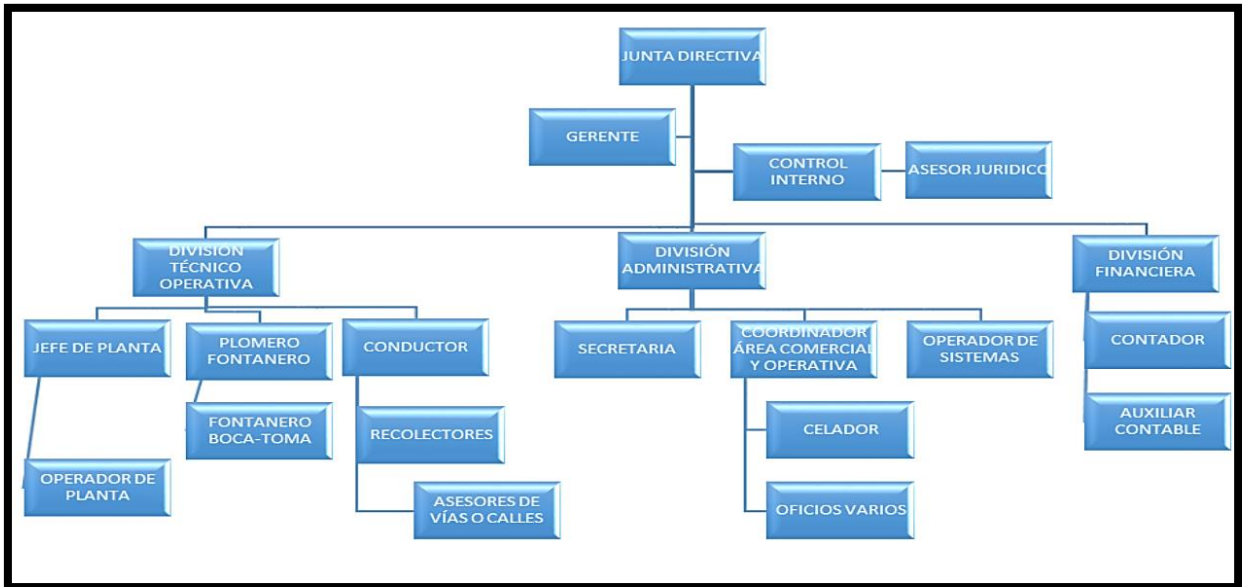 JUNTA DIRECTIVA
GERENTE
CONTROL
INTERNO
ASESOR JURIDICO
DIVISIÓN
TÉCNICO
OPERATIVA
DIVISIÓN
ADMINISTRATIVA
DIVISIÓN
FINANCIERA
JEFE DE PLANTA
PLOMERO
FONTANERO
CONDUCTOR
SECRETARIA
COORDINADOR
ÁREA COMERCIAL
Y OPERATIVA
OPERADOR DE
SISTEMAS
CONTADOR
FONTANERO
BOCA-TOMA
RECOLECTORES
CELADOR
AUXILIAR
CONTABLE
OPERADOR DE
PLANTA
ASESORES DE
VÍAS O CALLES
OFICIOS VARIOS